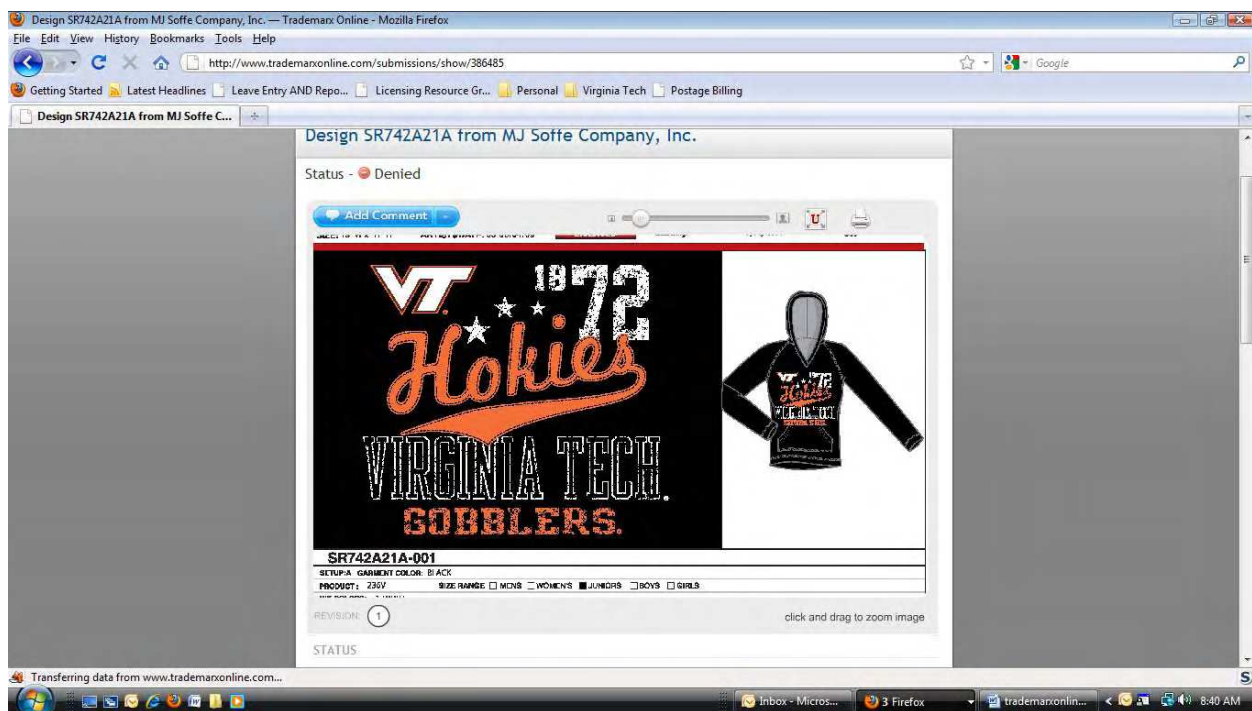 Design SR742A21A from MJ Soffe Company, Inc. — Trademarx Online - Mozilla Firefox
File Edit View History Bookmarks Tools Help
http://www.trademarxonline.com/submissions/show/386485
Google
Getting Started Latest Headlines Leave Entry AND Repo... Licensing Resource Gr... Personal Virginia Tech Postage Billing
Design SR742A21A from MJ Soffe C...
Design SR742A21A from MJ Soffe Company, Inc.
Status - Denied
Add Comment
U
VT.
1872
Hokies
VIRGINIA TECH.
GOBBLERS.
VT 72
Hokies
SR742A21A-001
SETUP:A GARMENT COLOR: BLACK
PRODUCT: 236V SIZE RANGE MENS WOMENS JUNIORS BOYS GIRLS
REVISION: 1
click and drag to zoom image
STATUS
Transferring data from www.trademarxonline.com...
S
Inbox - Micros... 3 Firefox trademarxonlin... 8:40 AM